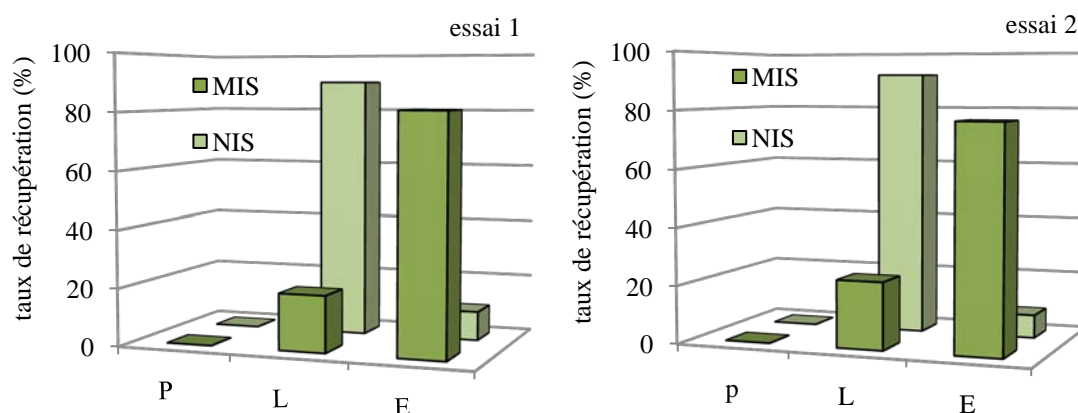 essai 1
taux de récupération (%)
100
80
60
40
20
0
MIS
NIS
P
L
E
essai 2
taux de récupération (%)
100
80
60
40
20
0
MIS
NIS
p
L
E